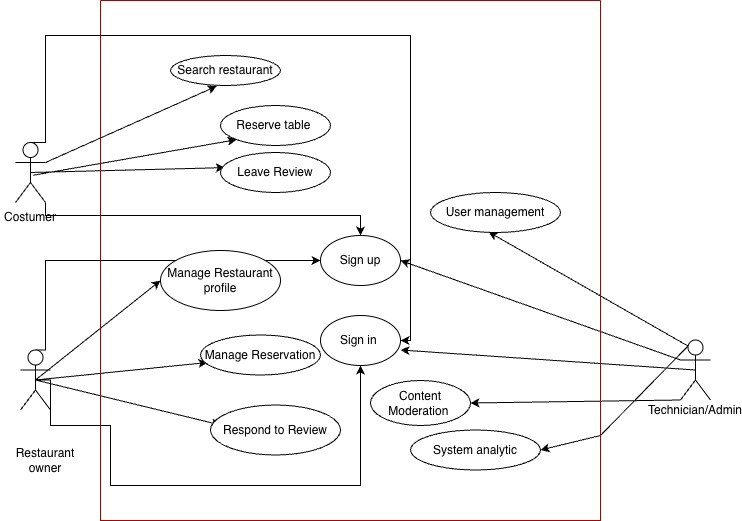 Search restaurant
Reserve table
Leave Review
Costumer
User management
Sign up
Manage Restaurant
profile
Sign in
Manage Reservation
Content
Moderation
Technician/Admin
Respond to Review
System analytic
Restaurant
owner